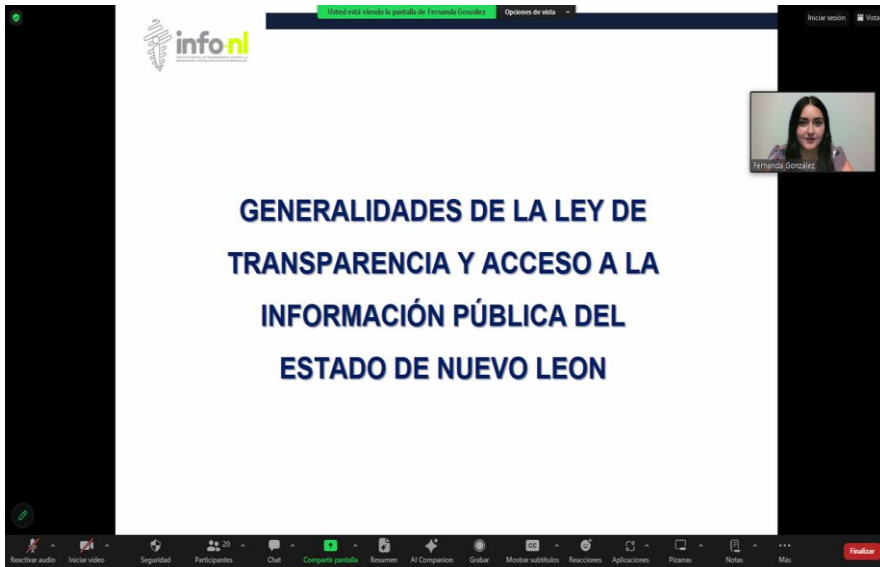 Usted está viendo la pantalla de Fernanda González
Opciones de vista
Iniciar sesión
Vista
info-nl
Fernanda González
GENERALIDADES DE LA LEY DE
TRANSPARENCIA Y ACCESO A LA
INFORMACIÓN PÚBLICA DEL
ESTADO DE NUEVO LEON
Reactivar audio
Iniciar video
Seguridad
20
Participantes
Chat
Compartir pantalla
Resumen
AI Companion
Grabar
CC
Mostrar subtítulos
Reacciones
Aplicaciones
Pizarras
Notas
Más
Finalizar